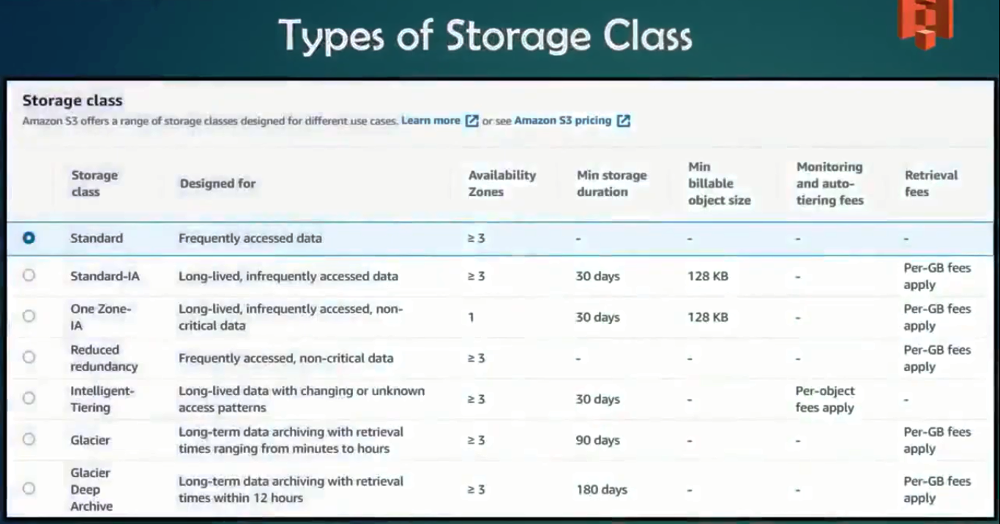 Types of Storage Class
Storage class
Amazon S3 offers a range of storage classes designed for different use cases. Learn more or see Amazon S3 pricing
Storage class Designed for Availability Zones Min storage duration Min billable object size Monitoring and auto-tiering fees Retrieval fees
Standard Frequently accessed data ≥ 3 - - - -
Standard-IA Long-lived, infrequently accessed data ≥ 3 30 days 128 KB - Per-GB fees apply
One Zone-IA Long-lived, infrequently accessed, non-critical data 1 30 days 128 KB - Per-GB fees apply
Reduced redundancy Frequently accessed, non-critical data ≥ 3 - - - Per-GB fees apply
Intelligent-Tiering Long-lived data with changing or unknown access patterns ≥ 3 30 days - Per-object fees apply -
Glacier Long-term data archiving with retrieval times ranging from minutes to hours ≥ 3 90 days - - Per-GB fees apply
Glacier Deep Archive Long-term data archiving with retrieval times within 12 hours ≥ 3 180 days - - Per-GB fees apply